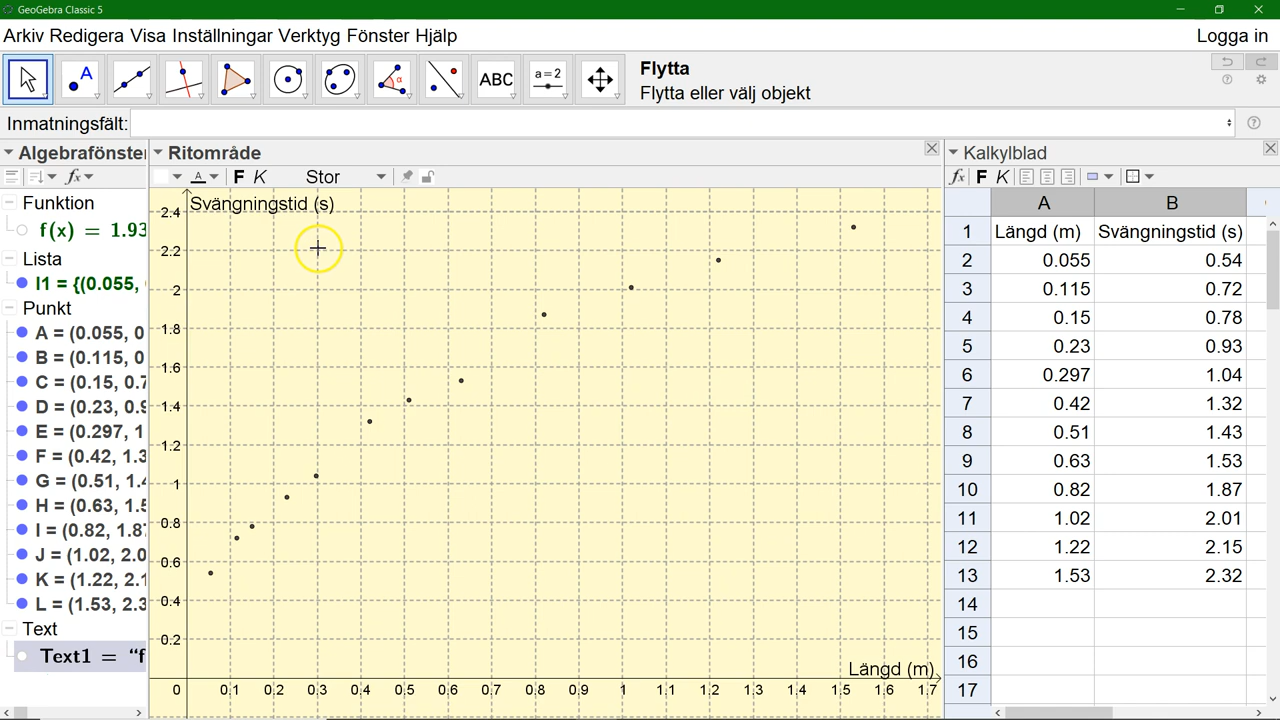 GeoGebra Classic 5
Arkiv Redigera Visa Inställningar Verktyg Fönster Hjälp
Logga in
A
ABC
a=2
α
Flytta
Flytta eller välj objekt
Inmatningsfält:
Algebrafönste
Ritområde
Kalkylblad
fx
A
F K
Stor
fx
F K
Funktion
f(x) = 1.93
Lista
l1 = {(0.055,
Punkt
A = (0.055, 0
B = (0.115, 0
C = (0.15, 0.7
D = (0.23, 0.9
E = (0.297, 1
F = (0.42, 1.3
G = (0.51, 1.4
H = (0.63, 1.5
I = (0.82, 1.8
J = (1.02, 2.0
K = (1.22, 2.1
L = (1.53, 2.3
Text
Text1 = “f
Svängningstid (s)
2.4
2.2
2
1.8
1.6
1.4
1.2
1
0.8
0.6
0.4
0.2
Längd (m)
0 0.1 0.2 0.3 0.4 0.5 0.6 0.7 0.8 0.9 1 1.1 1.2 1.3 1.4 1.5 1.6 1.7
A B
1 Längd (m) Svängningstid (s)
2 0.055 0.54
3 0.115 0.72
4 0.15 0.78
5 0.23 0.93
6 0.297 1.04
7 0.42 1.32
8 0.51 1.43
9 0.63 1.53
10 0.82 1.87
11 1.02 2.01
12 1.22 2.15
13 1.53 2.32
14
15
16
17